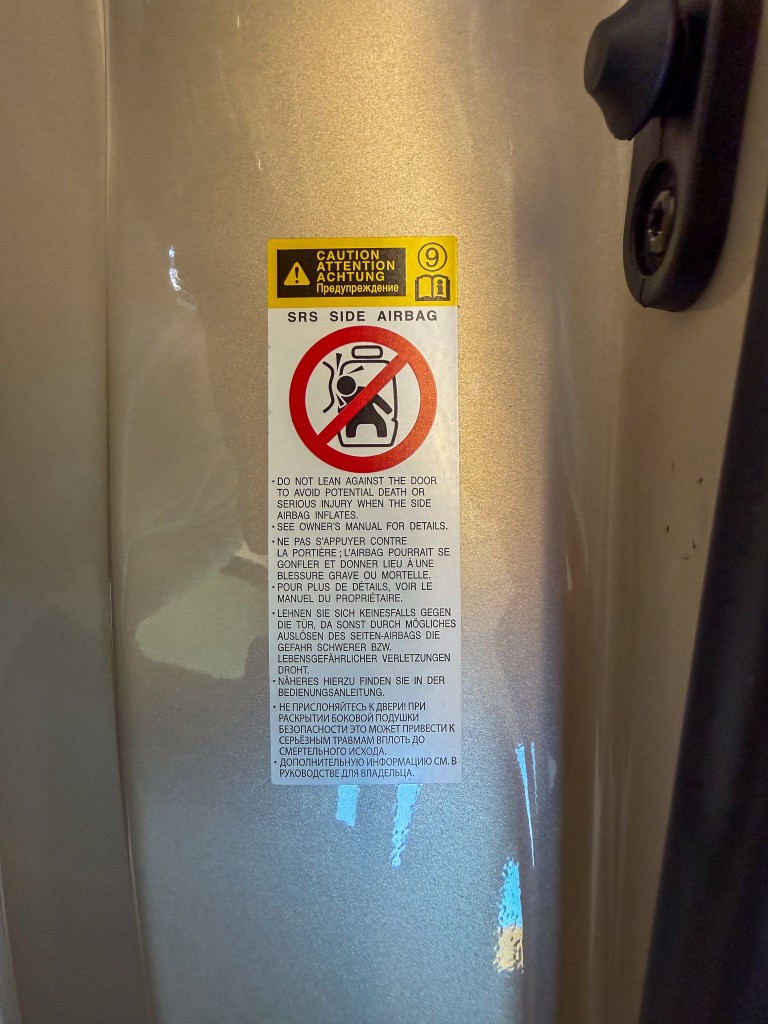 CAUTION
ATTENTION
ACHTUNG
Предупреждение
9
SRS SIDE AIRBAG
• DO NOT LEAN AGAINST THE DOOR
TO AVOID POTENTIAL DEATH OR
SERIOUS INJURY WHEN THE SIDE
AIRBAG INFLATES.
• SEE OWNER'S MANUAL FOR DETAILS.
• NE PAS S'APPUYER CONTRE
LA PORTIÈRE ; L'AIRBAG POURRAIT SE
GONFLER ET DONNER LIEU À UNE
BLESSURE GRAVE OU MORTELLE.
• POUR PLUS DE DÉTAILS, VOIR LE
MANUEL DU PROPRIÉTAIRE.
• LEHNEN SIE SICH KEINESFALLS GEGEN
DIE TÜR, DA SONST DURCH MÖGLICHES
AUSLÖSEN DES SEITEN-AIRBAGS DIE
GEFAHR SCHWERER BZW.
LEBENSGEFÄHRLICHER VERLETZUNGEN
DROHT.
• NÄHERES HIERZU FINDEN SIE IN DER
BEDIENUNGSANLEITUNG.
• НЕ ПРИСЛОНЯЙТЕСЬ К ДВЕРИ! ПРИ
РАСКРЫТИИ БОКОВОЙ ПОДУШКИ
БЕЗОПАСНОСТИ ЭТО МОЖЕТ ПРИВЕСТИ К
СЕРЬЁЗНЫМ ТРАВМАМ ВПЛОТЬ ДО
СМЕРТЕЛЬНОГО ИСХОДА.
• ДОПОЛНИТЕЛЬНУЮ ИНФОРМАЦИЮ СМ. В
РУКОВОДСТВЕ ДЛЯ ВЛАДЕЛЬЦА.